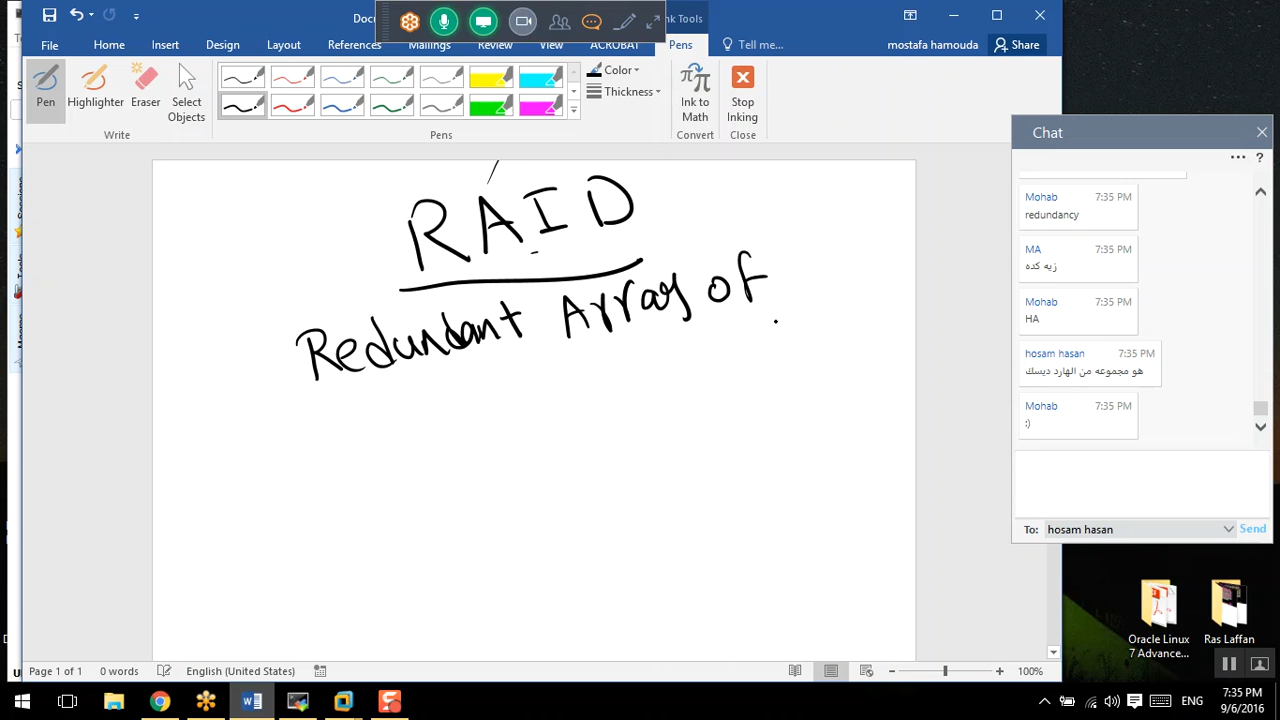 Doc
nk Tools
File
Home
Insert
Design
Layout
References
Mailings
Review
View
ACROBAT
Pens
Tell me...
mostafa hamouda
Share
Pen
Highlighter
Eraser
Select Objects
Color
Thickness
Ink to Math
Stop Inking
Write
Pens
Convert
Close
RAID
Redundant Array of
Chat
Mohab 7:35 PM
redundancy
MA 7:35 PM
زيه كده
Mohab 7:35 PM
HA
hosam hasan 7:35 PM
هو مجموعه من الهارد ديسك
Mohab 7:35 PM
:)
To: hosam hasan
Send
Oracle Linux 7 Advance...
Ras Laffan
Page 1 of 1
0 words
English (United States)
100%
ENG
7:35 PM
9/6/2016